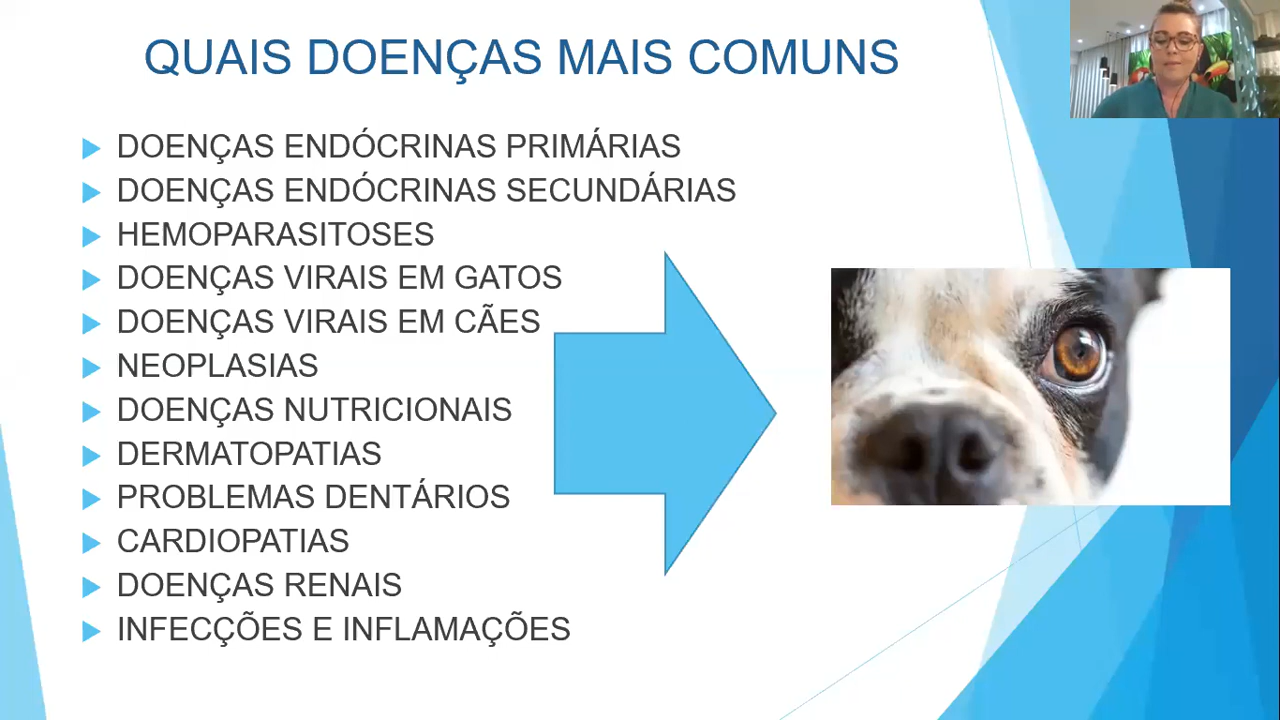 QUAIS DOENÇAS MAIS COMUNS
DOENÇAS ENDÓCRINAS PRIMÁRIAS
DOENÇAS ENDÓCRINAS SECUNDÁRIAS
HEMOPARASITOSES
DOENÇAS VIRAIS EM GATOS
DOENÇAS VIRAIS EM CÃES
NEOPLASIAS
DOENÇAS NUTRICIONAIS
DERMATOPATIAS
PROBLEMAS DENTÁRIOS
CARDIOPATIAS
DOENÇAS RENAIS
INFECÇÕES E INFLAMAÇÕES